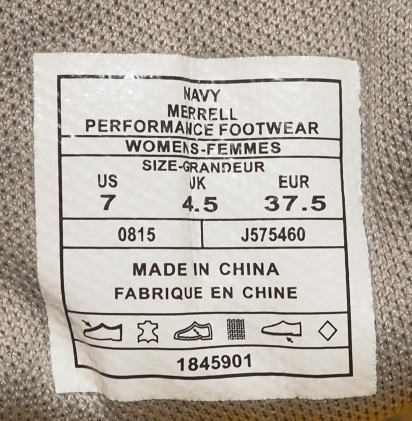 NAVY
MERRELL
PERFORMANCE FOOTWEAR
WOMENS-FEMMES
SIZE-GRANDEUR
US UK EUR
7 4.5 37.5
0815 J575460
MADE IN CHINA
FABRIQUE EN CHINE
1845901